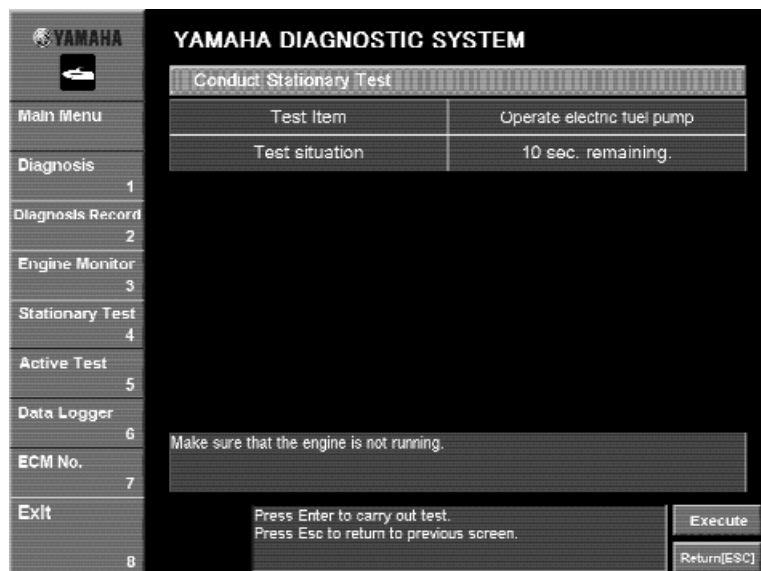 YAMAHA
YAMAHA DIAGNOSTIC SYSTEM
Conduct Stationary Test
Main Menu
Test Item
Operate electric fuel pump
Test situation
10 sec. remaining.
Diagnosis
1
Diagnosis Record
2
Engine Monitor
3
Stationary Test
4
Active Test
5
Data Logger
6
ECM No.
7
Exit
8
Make sure that the engine is not running.
Press Enter to carry out test.
Press Esc to return to previous screen.
Execute
Return[ESC]